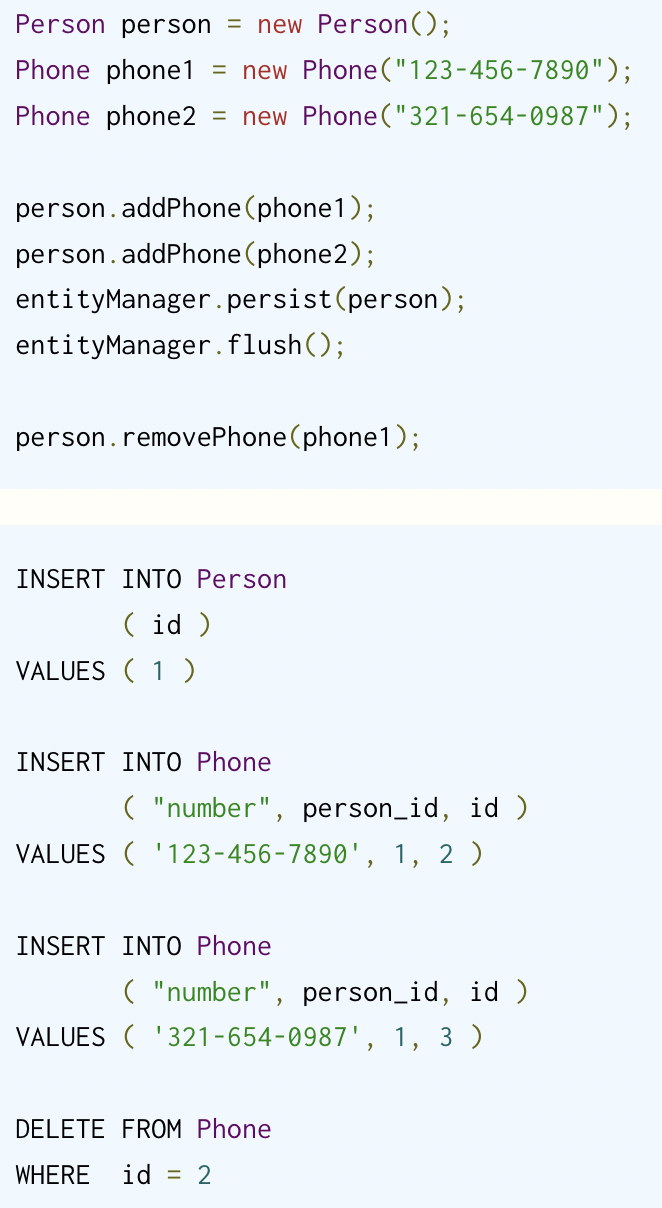 Person person = new Person();
Phone phone1 = new Phone("123-456-7890");
Phone phone2 = new Phone("321-654-0987");
person.addPhone(phone1);
person.addPhone(phone2);
entityManager.persist(person);
entityManager.flush();
person.removePhone(phone1);
INSERT INTO Person
( id )
VALUES ( 1 )
INSERT INTO Phone
( "number", person_id, id )
VALUES ( '123-456-7890', 1, 2 )
INSERT INTO Phone
( "number", person_id, id )
VALUES ( '321-654-0987', 1, 3 )
DELETE FROM Phone
WHERE  id = 2